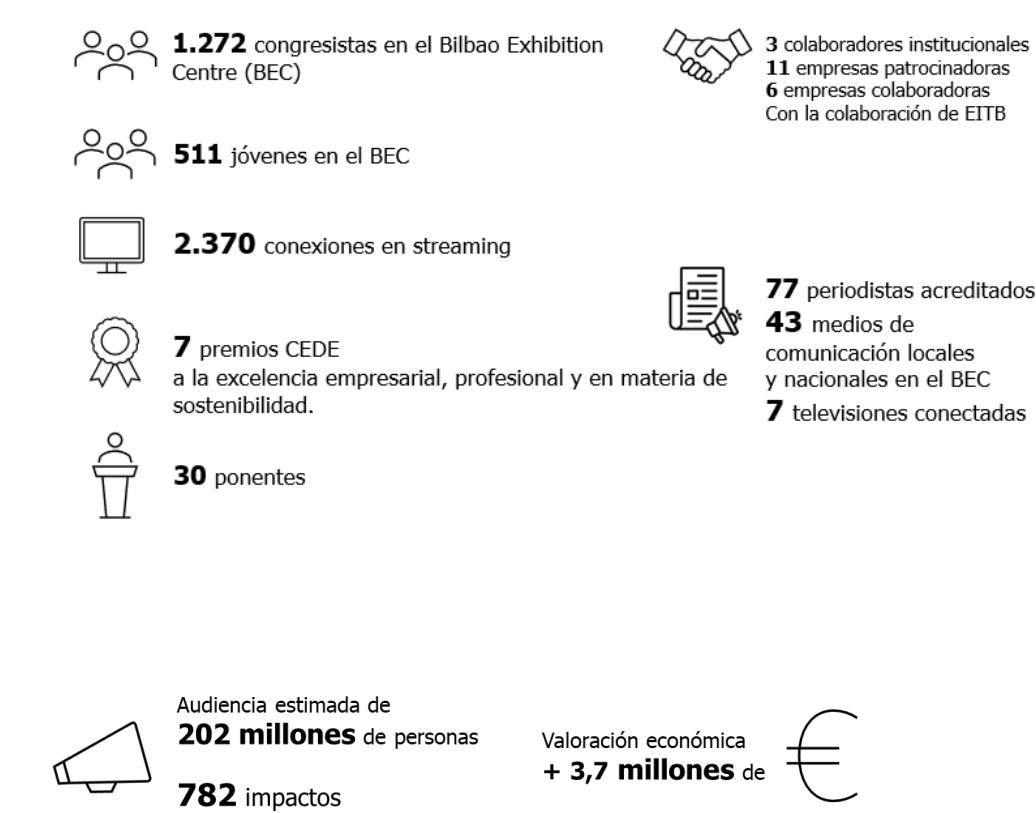 1.272 congresistas en el Bilbao Exhibition
Centre (BEC)
511 jóvenes en el BEC
2.370 conexiones en streaming
7 premios CEDE
a la excelencia empresarial, profesional y en materia de
sostenibilidad.
30 ponentes
3 colaboradores institucionales
11 empresas patrocinadoras
6 empresas colaboradoras
Con la colaboración de EITB
77 periodistas acreditados
43 medios de
comunicación locales
y nacionales en el BEC
7 televisiones conectadas
Audiencia estimada de
202 millones de personas
782 impactos
Valoración económica
+ 3,7 millones de
€